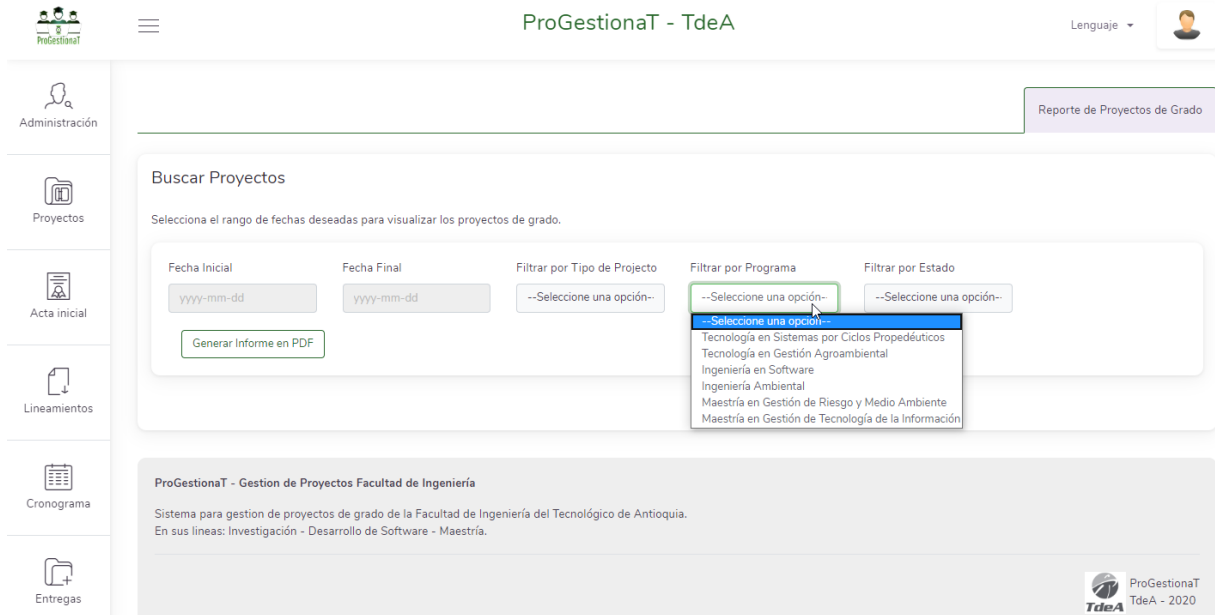 ProGestionaT
ProGestionaT - TdeA
Lenguaje
Administración
Proyectos
Acta inicial
Lineamientos
Cronograma
Entregas
Reporte de Proyectos de Grado
Buscar Proyectos
Selecciona el rango de fechas deseadas para visualizar los proyectos de grado.
Fecha Inicial
Fecha Final
Filtrar por Tipo de Projecto
Filtrar por Programa
Filtrar por Estado
yyyy-mm-dd
yyyy-mm-dd
--Seleccione una opción-
--Seleccione una opción-
--Seleccione una opción-
Generar Informe en PDF
--Seleccione una opción--
Tecnología en Sistemas por Ciclos Propedéuticos
Tecnología en Gestión Agroambiental
Ingeniería en Software
Ingeniería Ambiental
Maestría en Gestión de Riesgo y Medio Ambiente
Maestría en Gestión de Tecnología de la Información
ProGestionaT - Gestion de Proyectos Facultad de Ingeniería
Sistema para gestion de proyectos de grado de la Facultad de Ingeniería del Tecnológico de Antioquia.
En sus lineas: Investigación - Desarrollo de Software - Maestría.
TdeA
ProGestionaT
TdeA - 2020